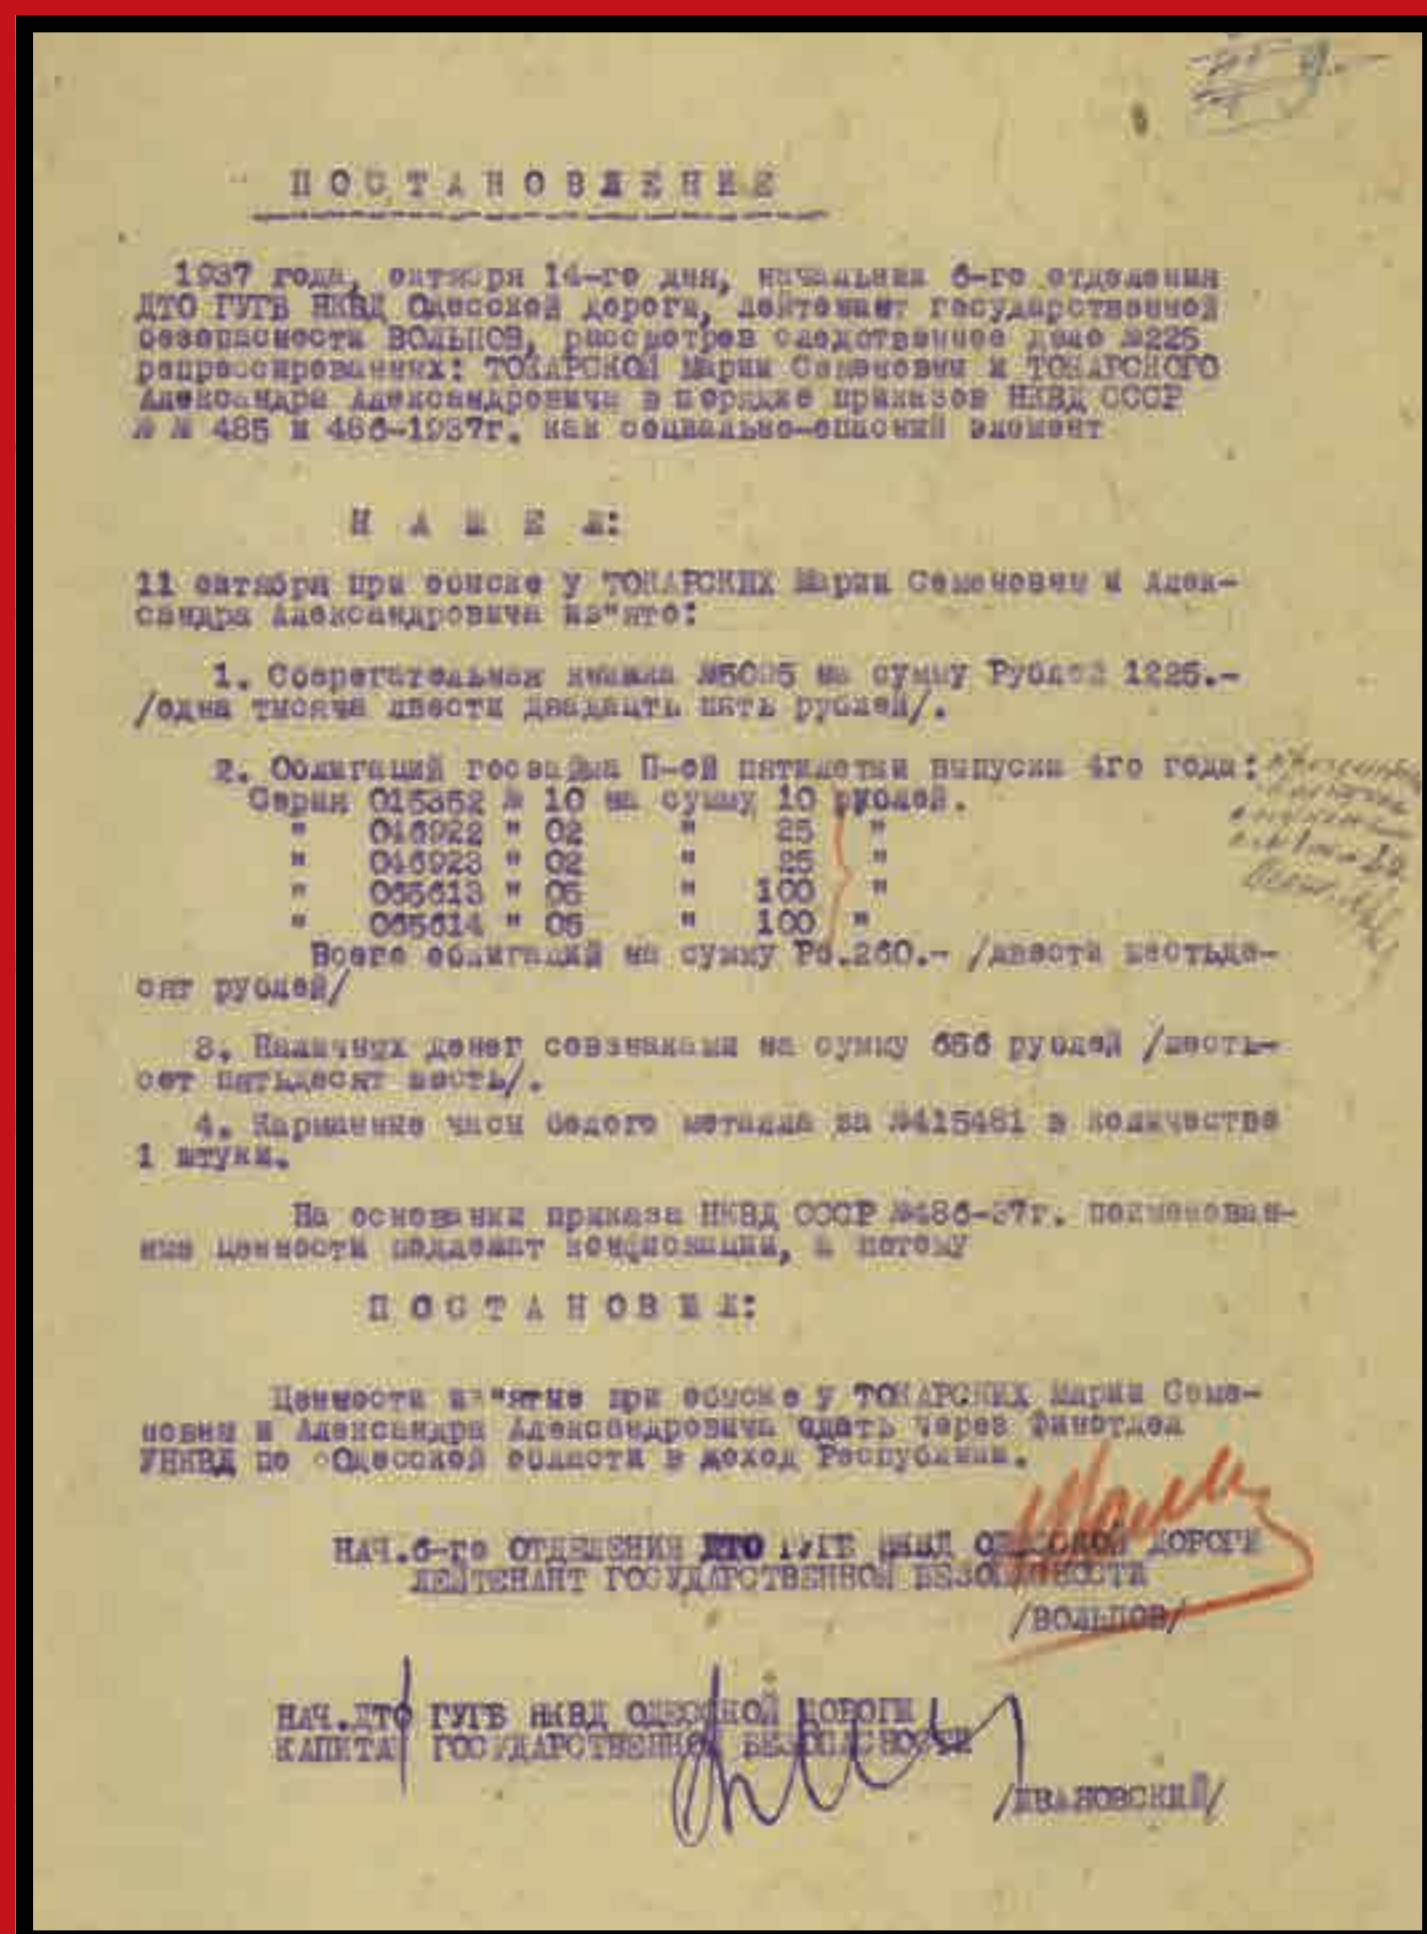 ПОСТАНОВЛЕНИЕ
1937 года, октября 14-го дня, начальник 6-го отделения
ДТО ГУГБ НКВД Одесской дороги, лейтенант государственной
безопасности ВОЛЬПОВ, рассмотрев следственное дело №225
репрессированных: ТОКАРСКОЙ Марии Семеновны и ТОКАРСКОГО
Александра Александровича в порядке приказов НКВД СССР
№ № 485 и 486-1937г. как социально-опасный элемент
НАШЕЛ:
11 октября при обыске у ТОКАРСКИХ Марии Семеновны и Алек-
сандра Александровича из"ято:
1. Сберегательная книжка на сумму Рублей 1225.-
/одна тысяча двести двадцать пять рублей/.
2. Облигаций госзайма П-ой пятилетки выпуска 4го года:
Серия 015352 № 10 на сумму 10 рублей.
" 046922 " 02 " 25 "
" 046923 " 02 " 25 "
" 065613 " 05 " 100 "
" 065614 " 05 " 100 "
Всего облигаций на сумму Рб.260.- /двести шестьде-
сят рублей/
3. Наличных денег совзнаками на сумму 656 рублей /шесть-
сот пятьдесят шесть/.
4. Карманные часы белого металла за №415481 в количестве
1 штуки.
На основании приказа НКВД СССР №486-37г. поименован-
ные ценности подлежат конфискации, а потому
ПОСТАНОВИЛ:
Ценности из"ятые при обыске у ТОКАРСКИХ Марии Семе-
новны и Александра Александровича сдать через Финотдел
УНКВД по Одесской области в доход Республики.
НАЧ.6-го ОТДЕЛЕНИЯ ДТО ГУГБ НКВД ОДЕССКОЙ ДОРОГИ
ЛЕЙТЕНАНТ ГОСУДАРСТВЕННОЙ БЕЗОПАСНОСТИ
/ВОЛЬПОВ/
НАЧ.ДТО ГУГБ НКВД ОДЕССКОЙ ДОРОГИ
КАПИТАН ГОСУДАРСТВЕННОЙ БЕЗОПАСНОСТИ
/ИВАНОВСКИЙ/